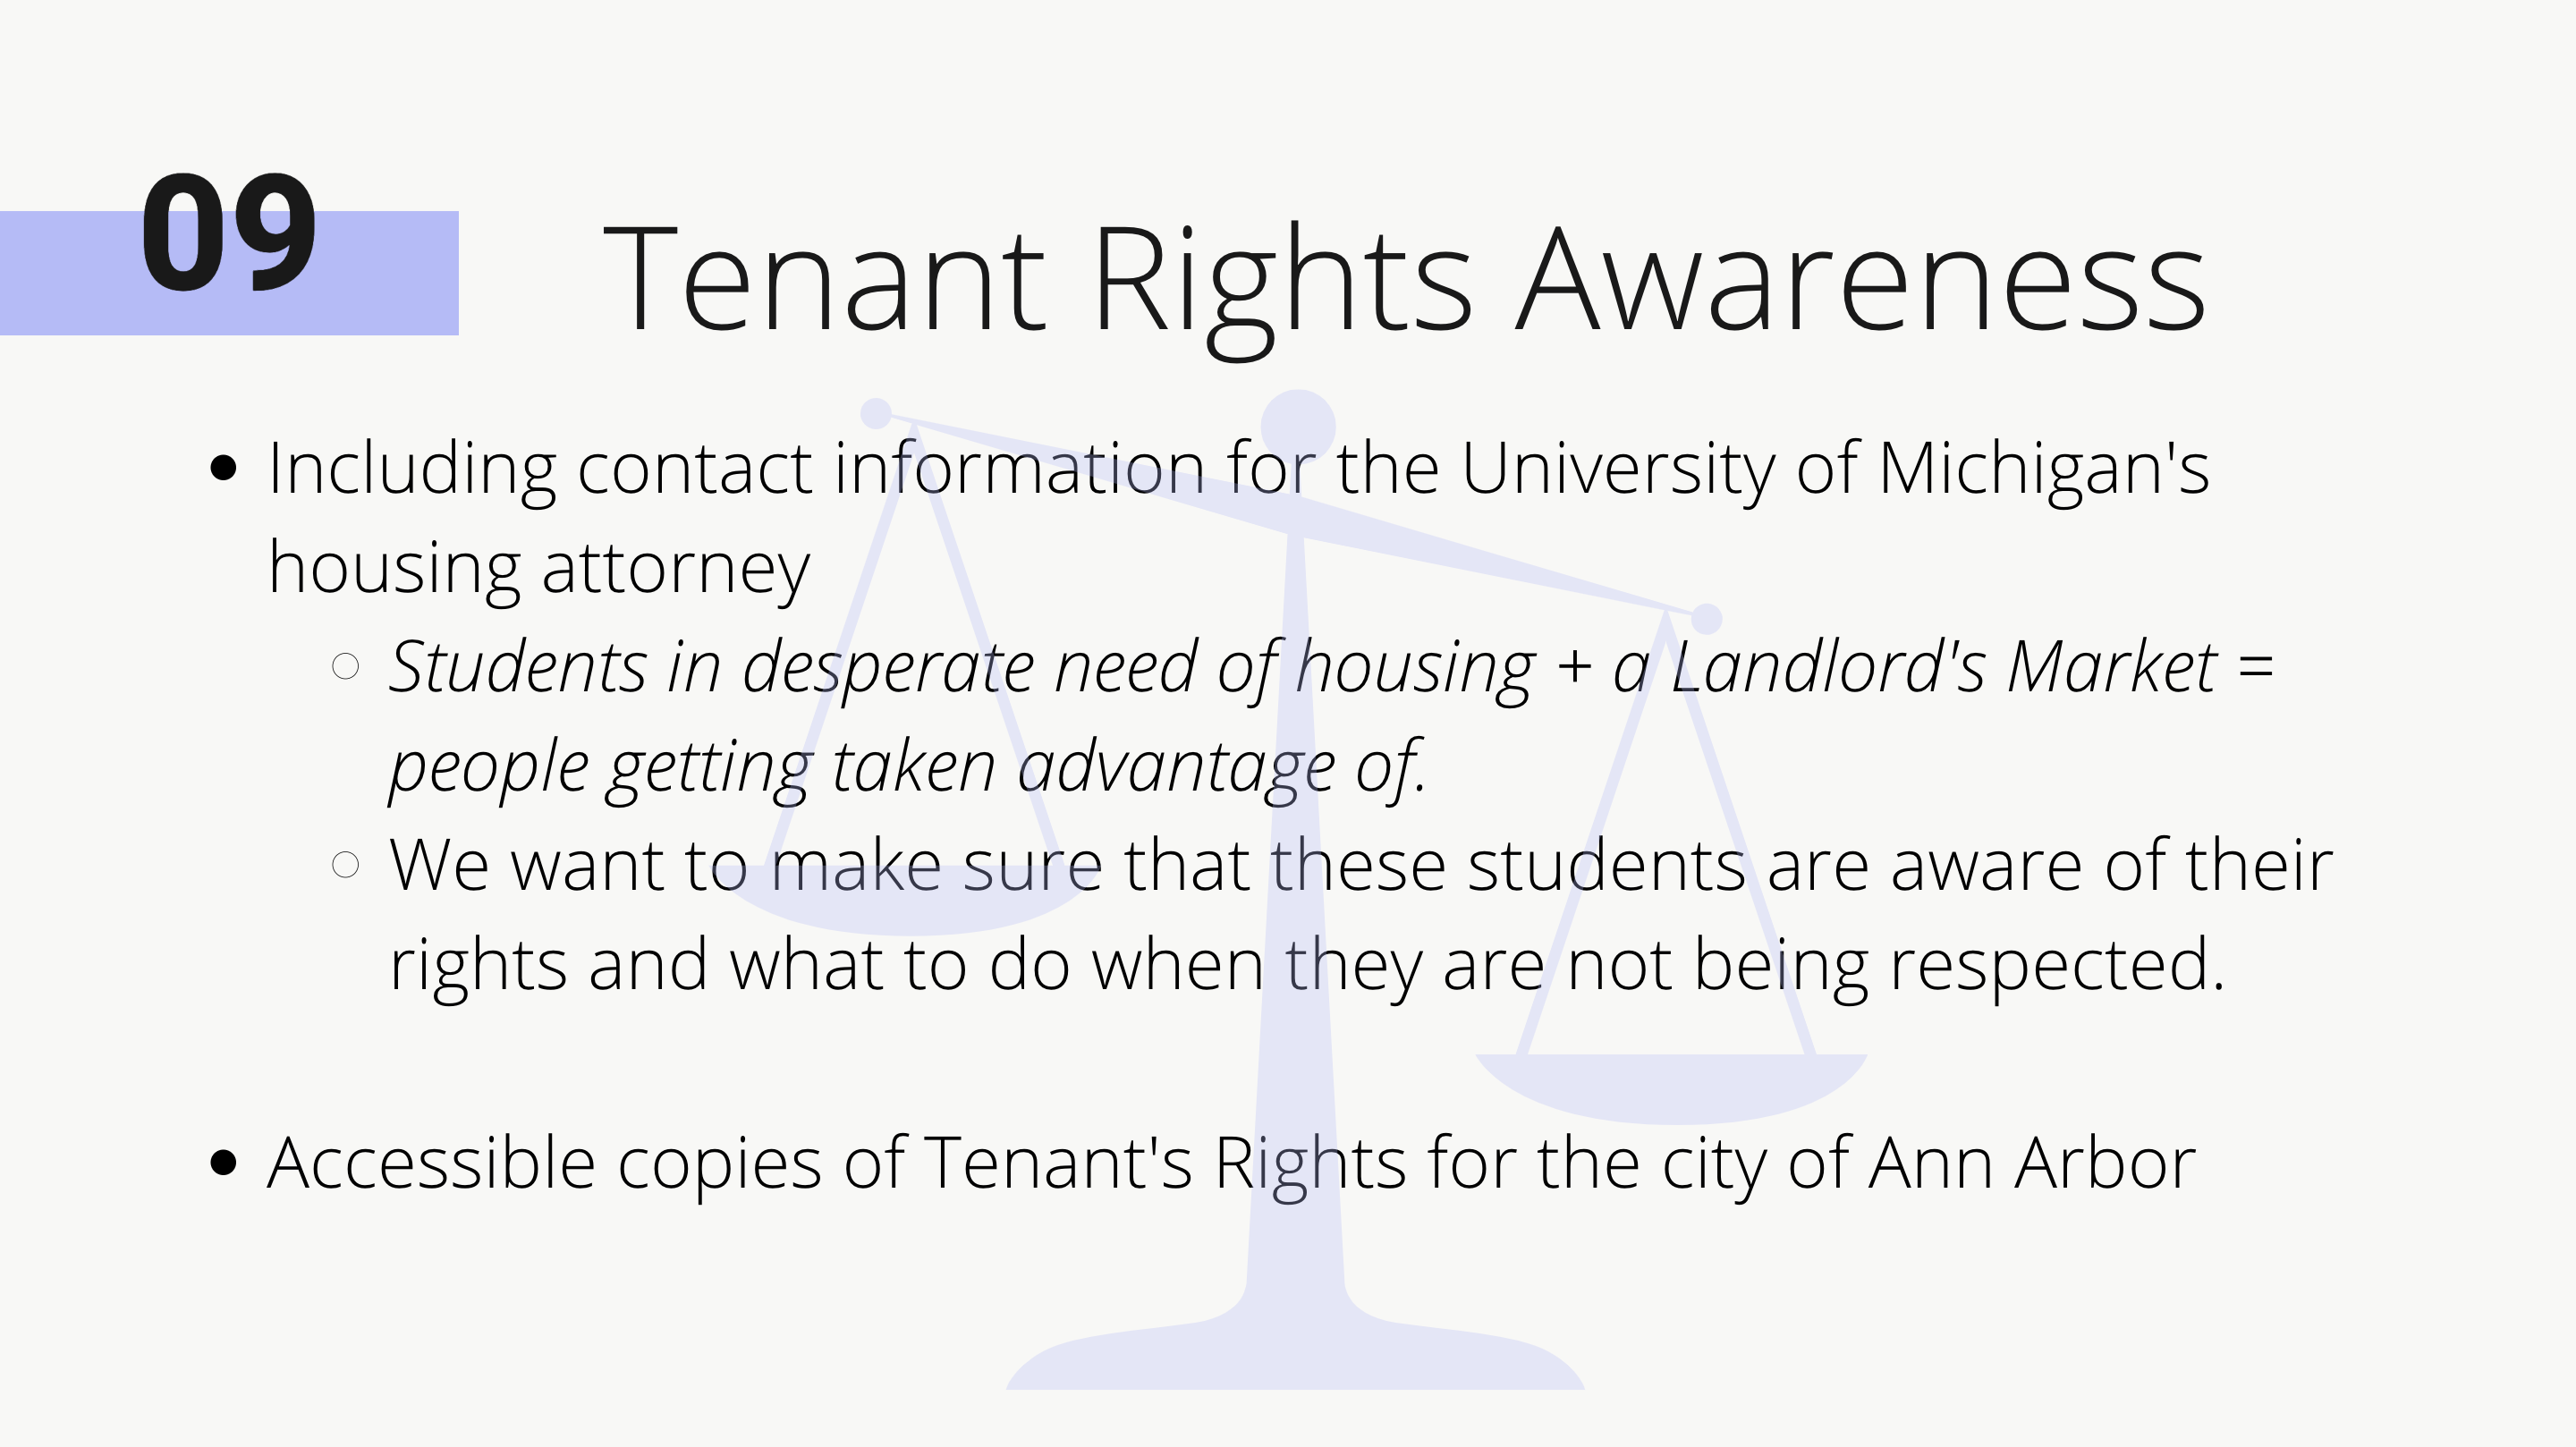 09
Tenant Rights Awareness
• Including contact information for the University of Michigan's
housing attorney
○ Students in desperate need of housing + a Landlord's Market =
people getting taken advantage of.
○ We want to make sure that these students are aware of their
rights and what to do when they are not being respected.
• Accessible copies of Tenant's Rights for the city of Ann Arbor